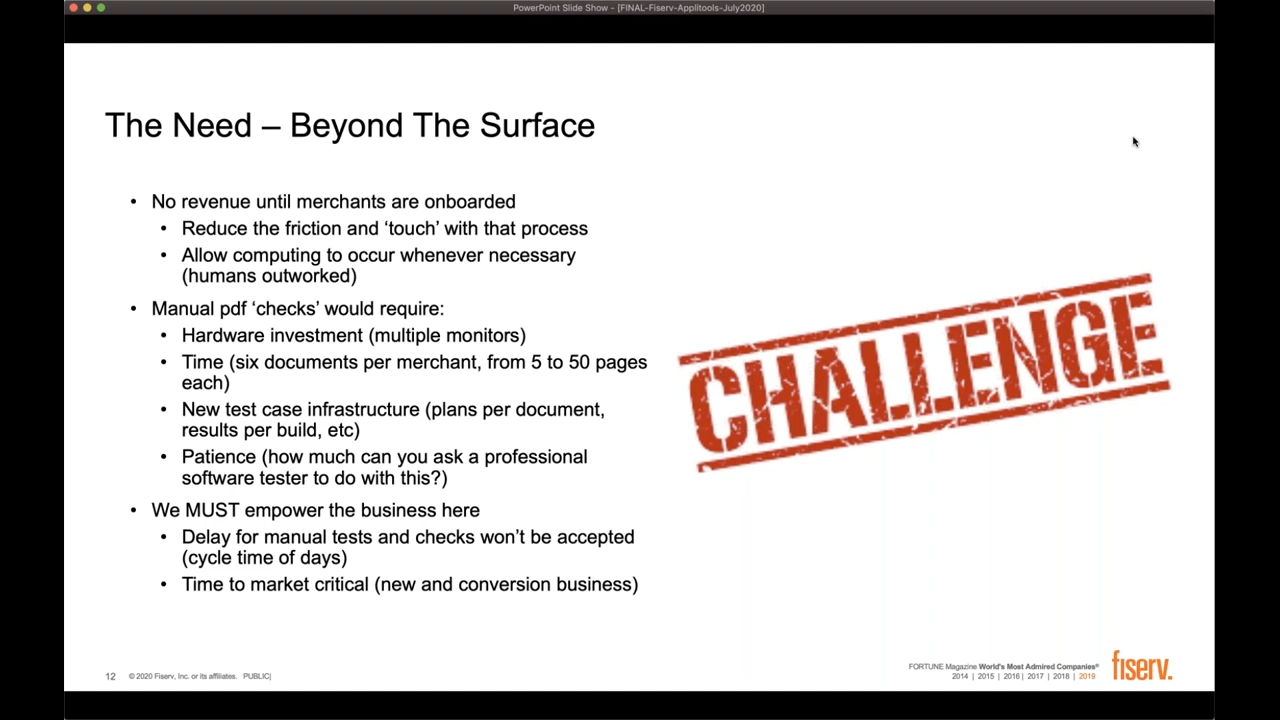 PowerPoint Slide Show - [FINAL-Fiserv-Applitools-July2020]
The Need – Beyond The Surface
• No revenue until merchants are onboarded
• Reduce the friction and ‘touch’ with that process
• Allow computing to occur whenever necessary
(humans outworked)
• Manual pdf ‘checks’ would require:
• Hardware investment (multiple monitors)
• Time (six documents per merchant, from 5 to 50 pages
each)
• New test case infrastructure (plans per document,
results per build, etc)
• Patience (how much can you ask a professional
software tester to do with this?)
• We MUST empower the business here
• Delay for manual tests and checks won’t be accepted
(cycle time of days)
• Time to market critical (new and conversion business)
CHALLENGE
12 © 2020 Fiserv, Inc. or its affiliates. PUBLIC|
FORTUNE Magazine World's Most Admired Companies®
2014 | 2015 | 2016 | 2017 | 2018 | 2019
fiserv.